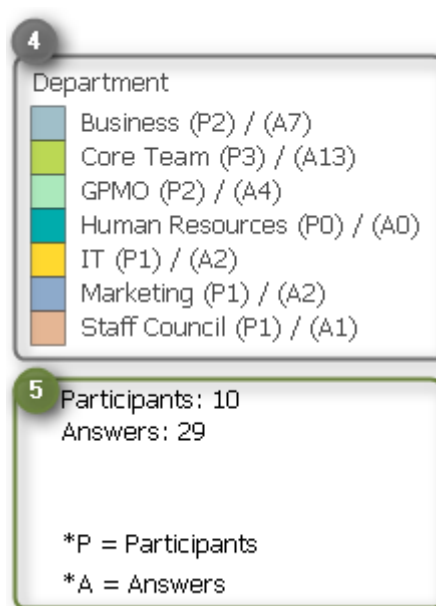 4
Department
Business (P2) / (A7)
Core Team (P3) / (A13)
GPMO (P2) / (A4)
Human Resources (P0) / (A0)
IT (P1) / (A2)
Marketing (P1) / (A2)
Staff Council (P1) / (A1)
5
Participants: 10
Answers: 29
*P = Participants
*A = Answers